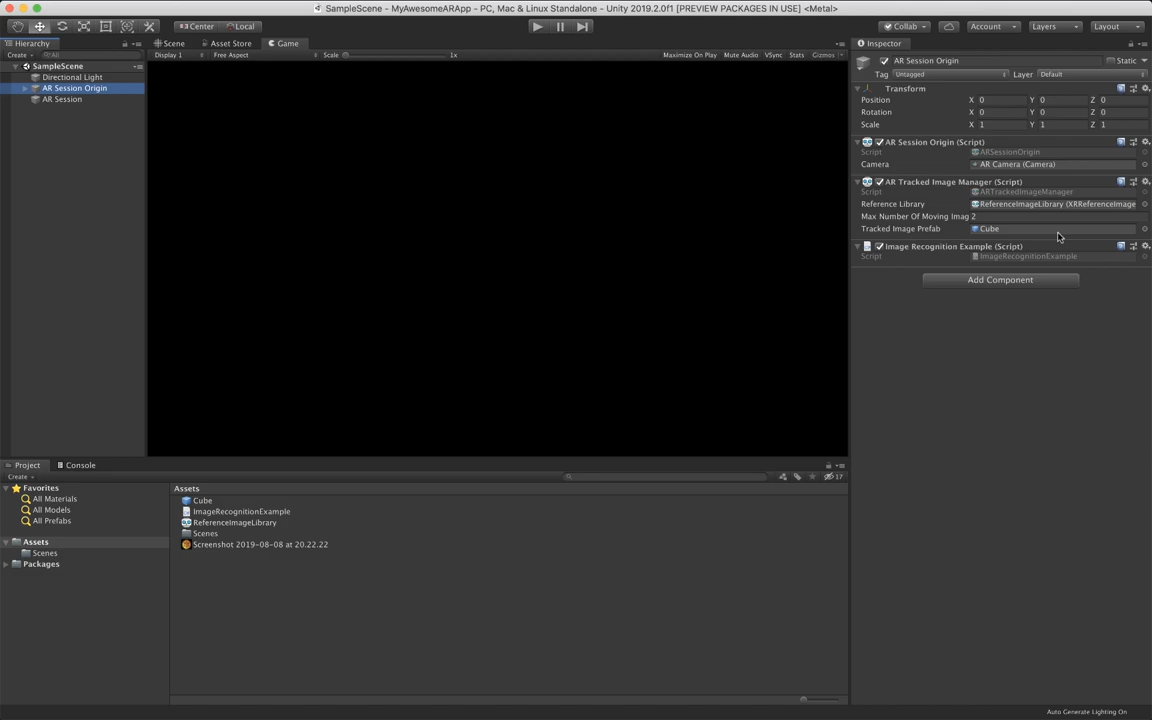 SampleScene - MyAwesomeARApp - PC, Mac & Linux Standalone - Unity 2019.2.0f1 [PREVIEW PACKAGES IN USE] <Metal>
Center Local Collab Account Layers Layout
Hierarchy
Create All
SampleScene
Directional Light
AR Session Origin
AR Session
Scene Asset Store Game
Display 1 Free Aspect Scale 1x Maximize On Play Mute Audio VSync Stats Gizmos
Inspector
AR Session Origin Static
Tag Untagged Layer Default
Transform
Position X 0 Y 0 Z 0
Rotation X 0 Y 0 Z 0
Scale X 1 Y 1 Z 1
AR Session Origin (Script)
Script ARSessionOrigin
Camera AR Camera (Camera)
AR Tracked Image Manager (Script)
Script ARTrackedImageManager
Reference Library ReferenceImageLibrary (XRReferenceImage
Max Number Of Moving Imag 2
Tracked Image Prefab Cube
Image Recognition Example (Script)
Script ImageRecognitionExample
Add Component
Project Console
Create 17
Favorites
All Materials
All Models
All Prefabs
Assets
Scenes
Packages
Assets
Cube
ImageRecognitionExample
ReferenceImageLibrary
Scenes
Screenshot 2019-08-08 at 20.22.22
Auto Generate Lighting On